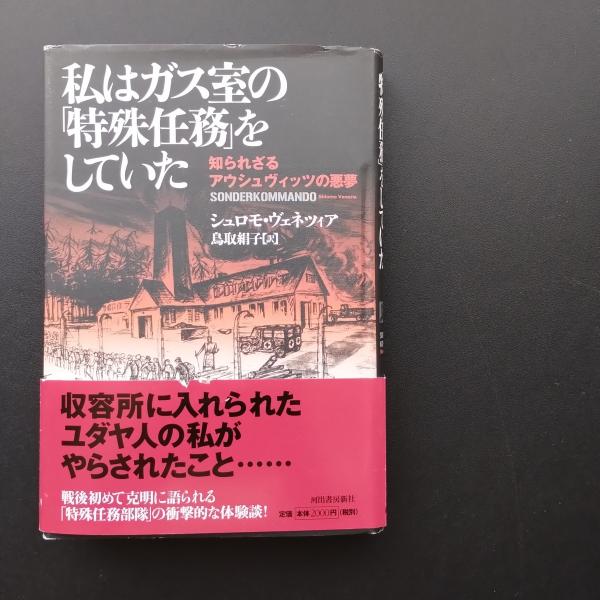 私はガス室の
「特殊任務」を
していた
知られざる
アウシュヴィッツの悪夢
SONDERKOMMANDO Shlomo Venezia
シュロモ・ヴェネツィア
鳥取絹子[訳]
収容所に入れられた
ユダヤ人の私が
やらされたこと……
戦後初めて克明に語られる
「特殊任務部隊」の衝撃的な体験談!
河出書房新社
定価 本体2000円(税別)